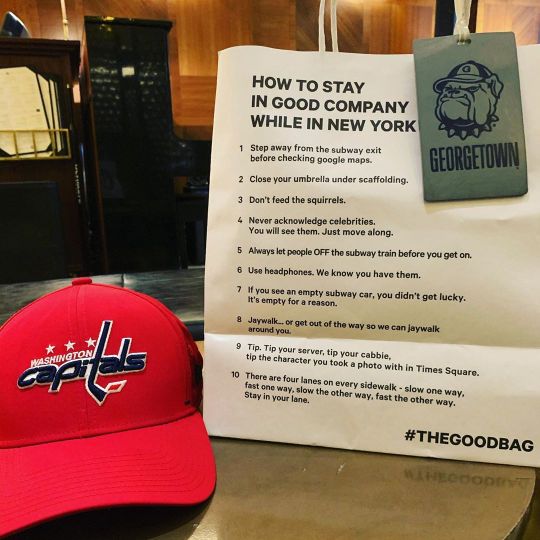 HOW TO STAY
IN GOOD COMPANY
WHILE IN NEW YORK
1 Step away from the subway exit
before checking google maps.
2 Close your umbrella under scaffolding.
3 Don't feed the squirrels.
4 Never acknowledge celebrities.
You will see them. Just move along.
5 Always let people OFF the subway train before you get on.
6 Use headphones. We know you have them.
7 If you see an empty subway car, you didn't get lucky.
It's empty for a reason.
8 Jaywalk... or get out of the way so we can jaywalk
around you.
9 Tip. Tip your server, tip your cabbie,
tip the character you took a photo with in Times Square.
10 There are four lanes on every sidewalk - slow one way,
fast one way, slow the other way, fast the other way.
Stay in your lane.
#THEGOODBAG
G
GEORGETOWN
WASHINGTON
capitals